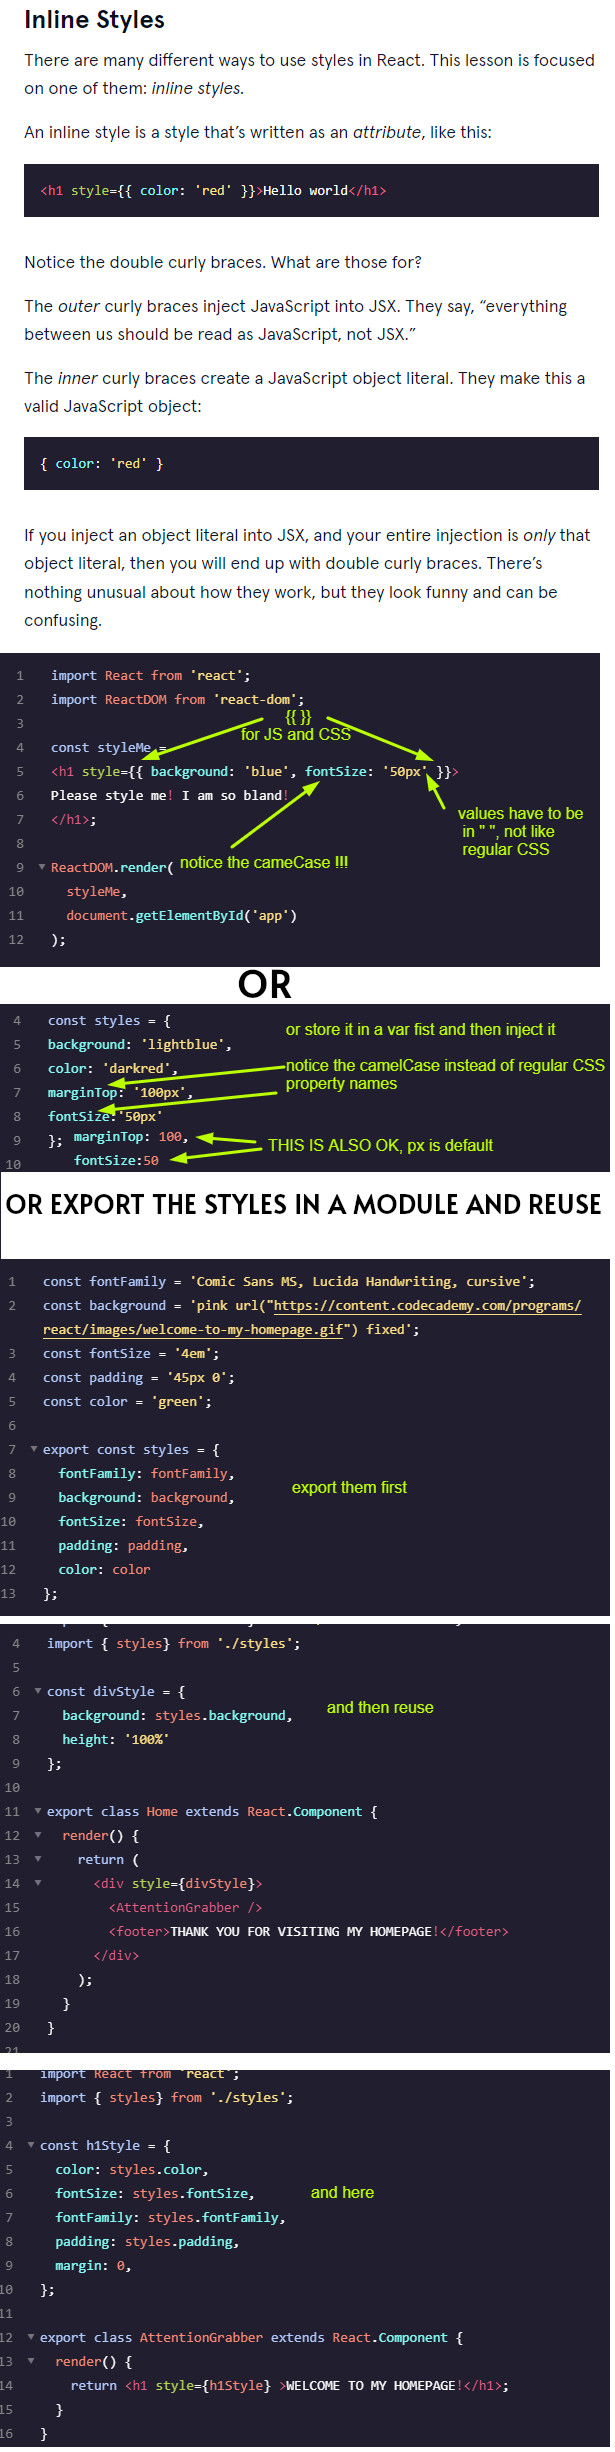 Inline Styles
There are many different ways to use styles in React. This lesson is focused
on one of them: inline styles.
An inline style is a style that’s written as an attribute, like this:
<h1 style={{ color: 'red' }}>Hello world</h1>
Notice the double curly braces. What are those for?
The outer curly braces inject JavaScript into JSX. They say, “everything
between us should be read as JavaScript, not JSX.”
The inner curly braces create a JavaScript object literal. They make this a
valid JavaScript object:
{ color: 'red' }
If you inject an object literal into JSX, and your entire injection is only that
object literal, then you will end up with double curly braces. There’s
nothing unusual about how they work, but they look funny and can be
confusing.
1 import React from 'react';
2 import ReactDOM from 'react-dom';
3
{{ }}
for JS and CSS
4 const styleMe =
5 <h1 style={{ background: 'blue', fontSize: '50px' }}>
6 Please style me! I am so bland!
7 </h1>;
values have to be
in " ", not like
regular CSS
8
9 ReactDOM.render(
notice the cameCase !!!
10 styleMe,
11 document.getElementById('app')
12 );
OR
4 const styles = {
or store it in a var fist and then inject it
5 background: 'lightblue',
6 color: 'darkred',
notice the camelCase instead of regular CSS
property names
7 marginTop: '100px',
8 fontSize: '50px'
9 }; marginTop: 100,
THIS IS ALSO OK, px is default
10 fontSize:50
OR EXPORT THE STYLES IN A MODULE AND REUSE
1 const fontFamily = 'Comic Sans MS, Lucida Handwriting, cursive';
2 const background = 'pink url("https://content.codecademy.com/programs/
react/images/welcome-to-my-homepage.gif") fixed';
3 const fontSize = '4em';
4 const padding = '45px 0';
5 const color = 'green';
6
7 export const styles = {
8 fontFamily: fontFamily,
9 background: background,
export them first
10 fontSize: fontSize,
11 padding: padding,
12 color: color
13 };
4 import { styles} from './styles';
5
6 const divStyle = {
7 background: styles.background,
and then reuse
8 height: '100%'
9 };
10
11 export class Home extends React.Component {
12 render() {
13 return (
14 <div style={divStyle}>
15 <AttentionGrabber />
16 <footer>THANK YOU FOR VISITING MY HOMEPAGE!</footer>
17 </div>
18 );
19 }
20 }
21
1 import React from 'react';
2 import { styles} from './styles';
3
4 const h1Style = {
5 color: styles.color,
6 fontSize: styles.fontSize,
and here
7 fontFamily: styles.fontFamily,
8 padding: styles.padding,
9 margin: 0,
10 };
11
12 export class AttentionGrabber extends React.Component {
13 render() {
14 return <h1 style={h1Style} >WELCOME TO MY HOMEPAGE!</h1>;
15 }
16 }